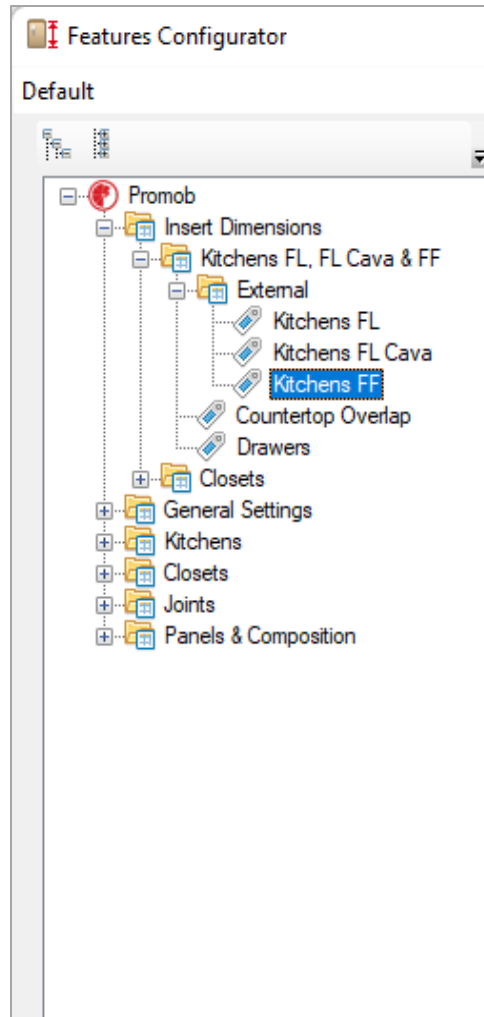 Features Configurator
Default
Promob
Insert Dimensions
Kitchens FL, FL Cava & FF
External
Kitchens FL
Kitchens FL Cava
Kitchens FF
Countertop Overlap
Drawers
Closets
General Settings
Kitchens
Closets
Joints
Panels & Composition